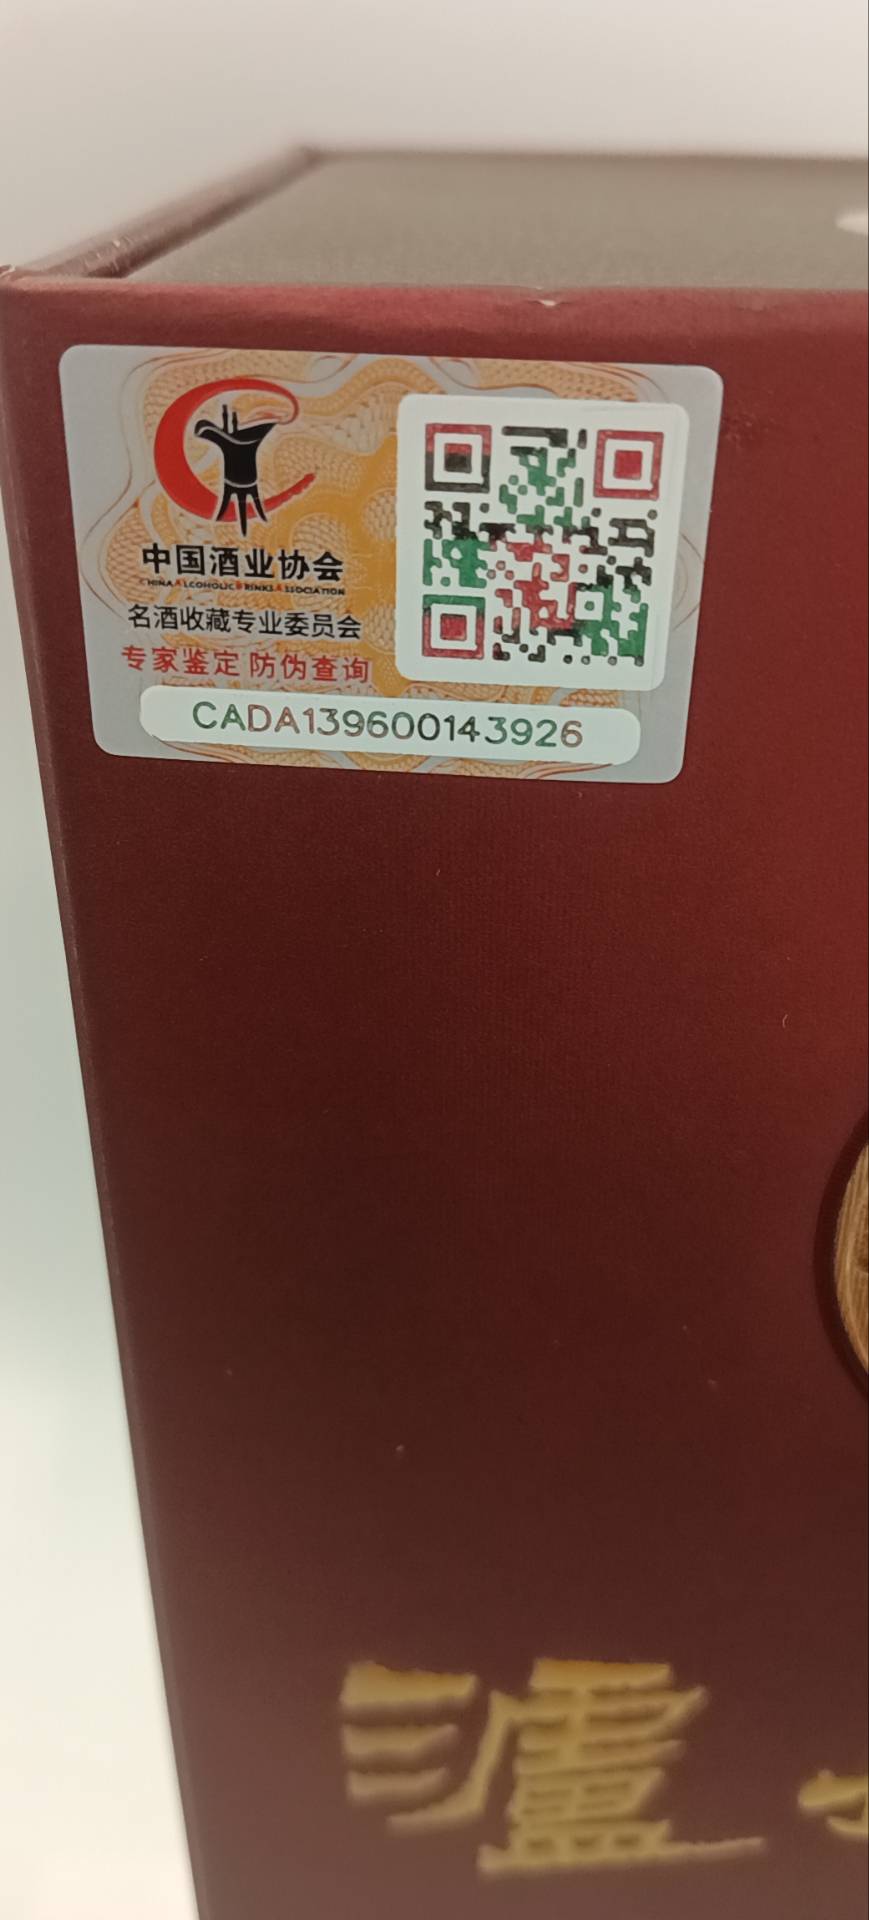 中国酒业协会
CHINA ALCOHOLIC DRINKS ASSOCIATION
名酒收藏专业委员会
专家鉴定 防伪查询
CADA139600143926
泸